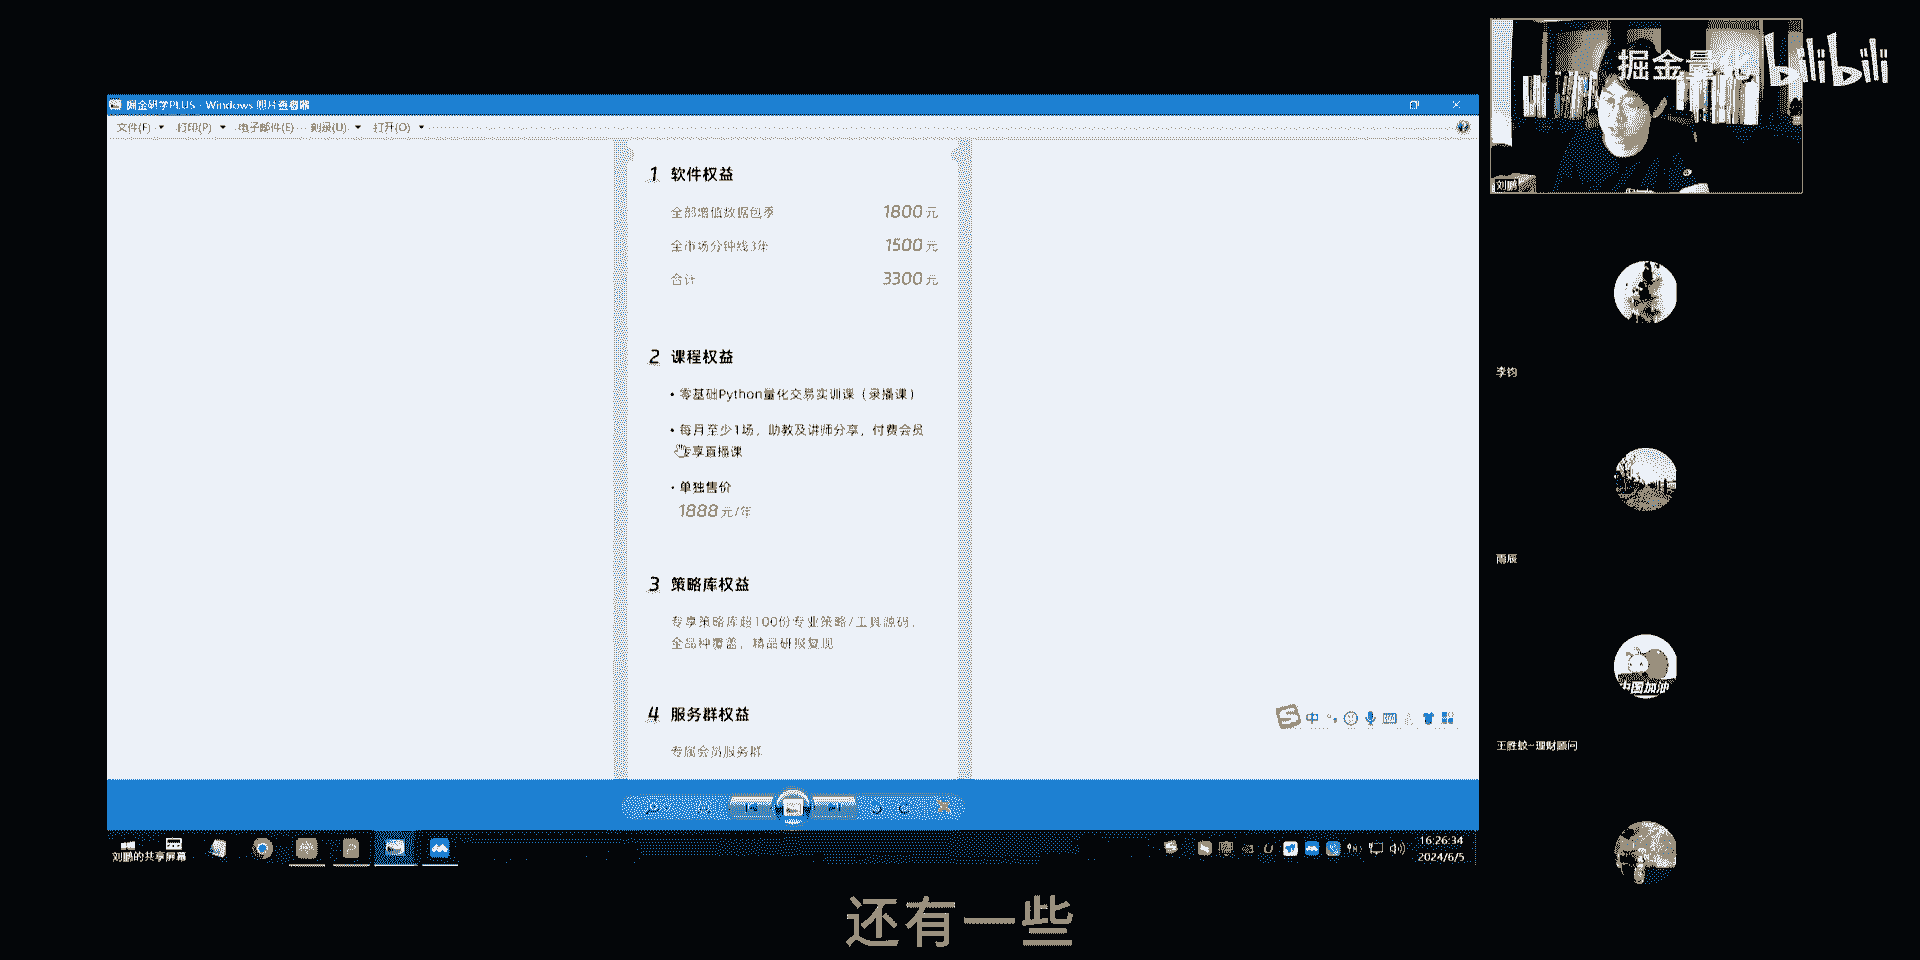 掘金量化 bilibili
掘金研学PLUS - Windows 照片查看器
文件(F) 打印(P) 电子邮件(E) 刻录(U) 打开(O)
1 软件权益
全部增值数据包季 1800元
全市场分钟线3年 1500元
合计 3300元
2 课程权益
• 零基础Python量化交易实训课（录播课）
• 每月至少1场，助教及讲师分享，付费会员
专享直播课
• 单独售价
1888元/年
3 策略库权益
专享策略库超100份专业策略/工具源码，
全品种覆盖，精品研报复现
4 服务群权益
专属会员服务群
中
刘鹏的共享屏幕
16:26:34
2024/6/5
刘鹏
李钧
雨辰
中国加油
理财顾问
还有一些